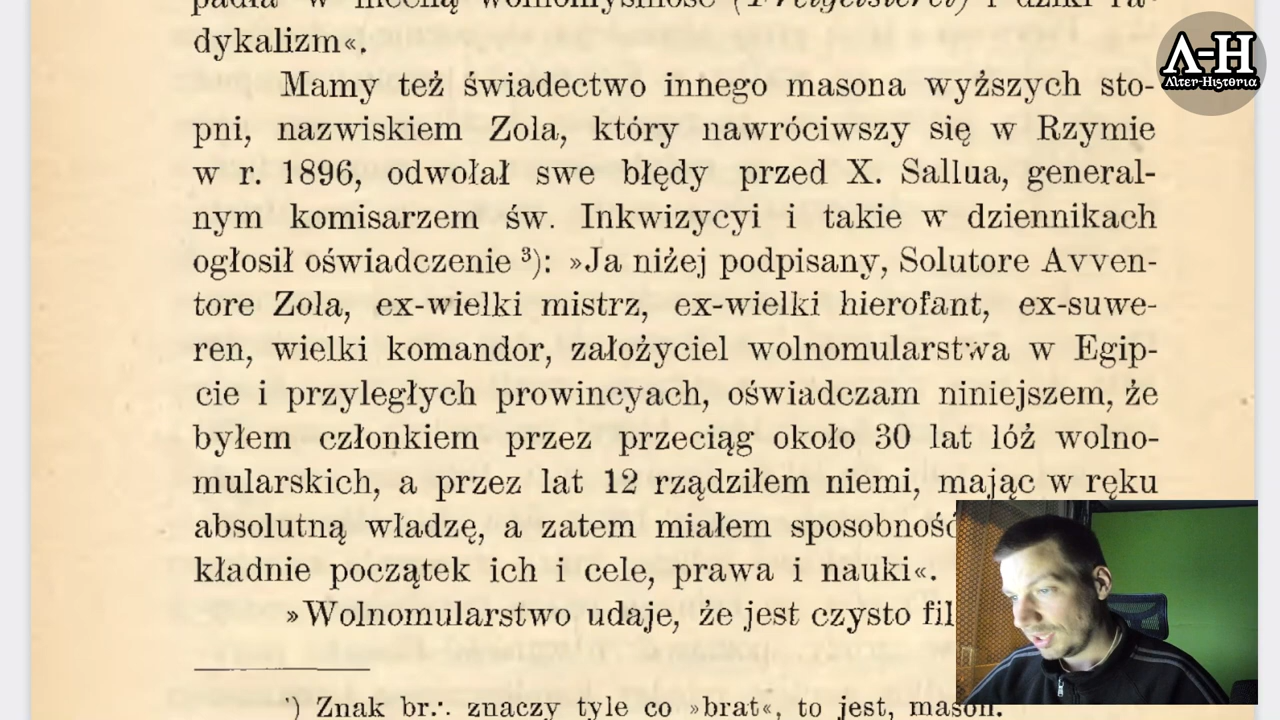 dykalizm«.
A-H
Alter-Historia
Mamy też świadectwo innego masona wyższych sto-
pni, nazwiskiem Zola, który nawróciwszy się w Rzymie
w r. 1896, odwołał swe błędy przed X. Sallua, general-
nym komisarzem św. Inkwizycyi i takie w dziennikach
ogłosił oświadczenie ³): »Ja niżej podpisany, Solutore Avven-
tore Zola, ex-wielki mistrz, ex-wielki hierofant, ex-suwe-
ren, wielki komandor, założyciel wolnomularstwa w Egip-
cie i przyległych prowincyach, oświadczam niniejszem, że
byłem członkiem przez przeciąg około 30 lat lóż wolno-
mularskich, a przez lat 12 rządziłem niemi, mając w ręku
absolutną władzę, a zatem miałem sposobność
kładnie początek ich i cele, prawa i nauki«.
»Wolnomularstwo udaje, że jest czysto fil
¹) Znak br.·. znaczy tyle co »brat«, to jest, mason.